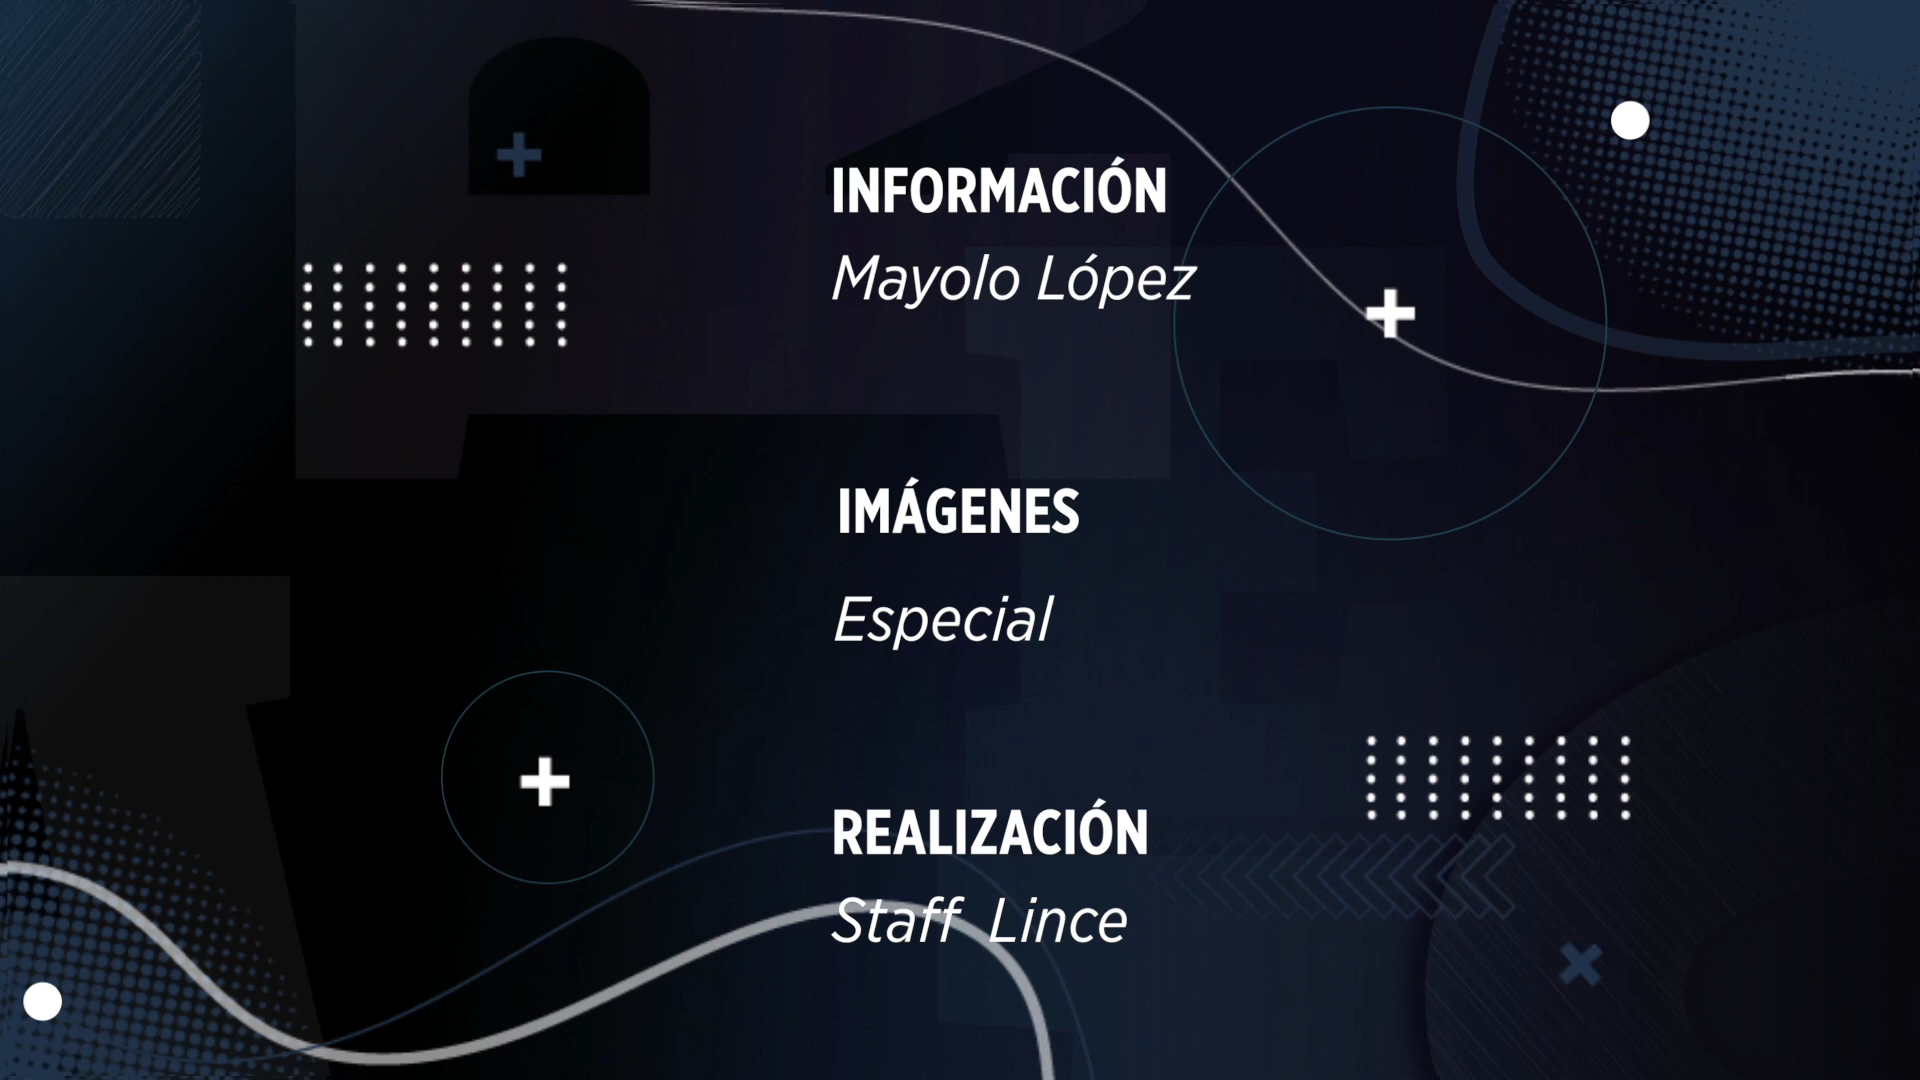 INFORMACIÓN
Mayolo López
IMÁGENES
Especial
REALIZACIÓN
Staff Lince